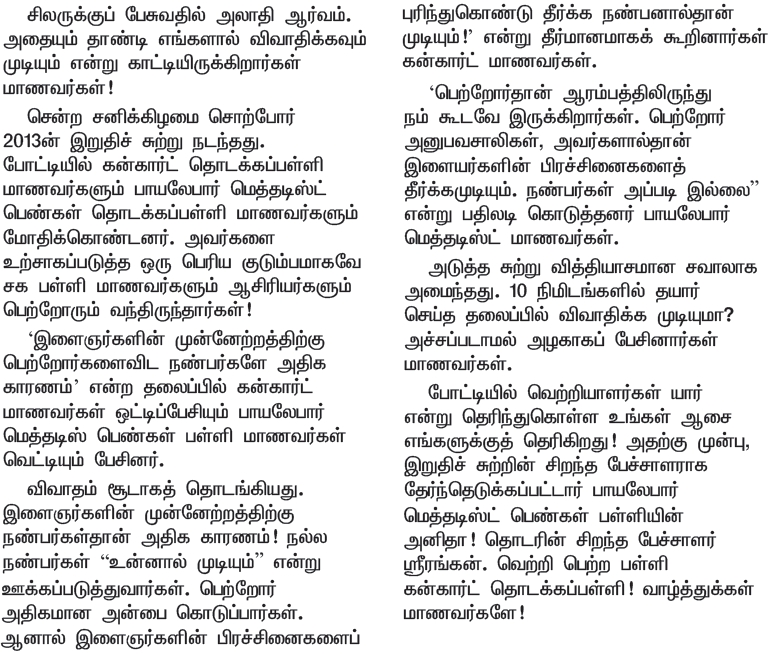 சிலருக்குப் பேசுவதில் அலாதி ஆர்வம்.
அதையும் தாண்டி எங்களால் விவாதிக்கவும்
முடியும் என்று காட்டியிருக்கிறார்கள்
மாணவர்கள்!
சென்ற சனிக்கிழமை சொற்போர்
2013ன் இறுதிச் சுற்று நடந்தது.
போட்டியில் கன்கார்ட் தொடக்கப்பள்ளி
மாணவர்களும் பாயலேபார் மெத்தடிஸ்ட்
பெண்கள் தொடக்கப்பள்ளி மாணவர்களும்
மோதிக்கொண்டனர். அவர்களை
உற்சாகப்படுத்த ஒரு பெரிய குடும்பமாகவே
சக பள்ளி மாணவர்களும் ஆசிரியர்களும்
பெற்றோரும் வந்திருந்தார்கள்!
‘இளைஞர்களின் முன்னேற்றத்திற்கு
பெற்றோர்களைவிட நண்பர்களே அதிக
காரணம்’ என்ற தலைப்பில் கன்கார்ட்
மாணவர்கள் ஒட்டிப்பேசியும் பாயலேபார்
மெத்தடிஸ் பெண்கள் பள்ளி மாணவர்கள்
வெட்டியும் பேசினர்.
விவாதம் சூடாகத் தொடங்கியது.
இளைஞர்களின் முன்னேற்றத்திற்கு
நண்பர்கள்தான் அதிக காரணம்! நல்ல
நண்பர்கள் “உன்னால் முடியும்” என்று
ஊக்கப்படுத்துவார்கள். பெற்றோர்
அதிகமான அன்பை கொடுப்பார்கள்.
ஆனால் இளைஞர்களின் பிரச்சினைகளைப்
புரிந்துகொண்டு தீர்க்க நண்பனால்தான்
முடியும்!’ என்று தீர்மானமாகக் கூறினார்கள்
கன்கார்ட் மாணவர்கள்.
‘பெற்றோர்தான் ஆரம்பத்திலிருந்து
நம் கூடவே இருக்கிறார்கள். பெற்றோர்
அனுபவசாலிகள், அவர்களால்தான்
இளையர்களின் பிரச்சினைகளைத்
தீர்க்கமுடியும். நண்பர்கள் அப்படி இல்லை”
என்று பதிலடி கொடுத்தனர் பாயலேபார்
மெத்தடிஸ்ட் மாணவர்கள்.
அடுத்த சுற்று வித்தியாசமான சவாலாக
அமைந்தது. 10 நிமிடங்களில் தயார்
செய்த தலைப்பில் விவாதிக்க முடியுமா?
அச்சப்படாமல் அழகாகப் பேசினார்கள்
மாணவர்கள்.
போட்டியில் வெற்றியாளர்கள் யார்
என்று தெரிந்துகொள்ள உங்கள் ஆசை
எங்களுக்குத் தெரிகிறது! அதற்கு முன்பு,
இறுதிச் சுற்றின் சிறந்த பேச்சாளராக
தேர்ந்தெடுக்கப்பட்டார் பாயலேபார்
மெத்தடிஸ்ட் பெண்கள் பள்ளியின்
அனிதா! தொடரின் சிறந்த பேச்சாளர்
ஸ்ரீரங்கன். வெற்றி பெற்ற பள்ளி
கன்கார்ட் தொடக்கப்பள்ளி! வாழ்த்துக்கள்
மாணவர்களே!